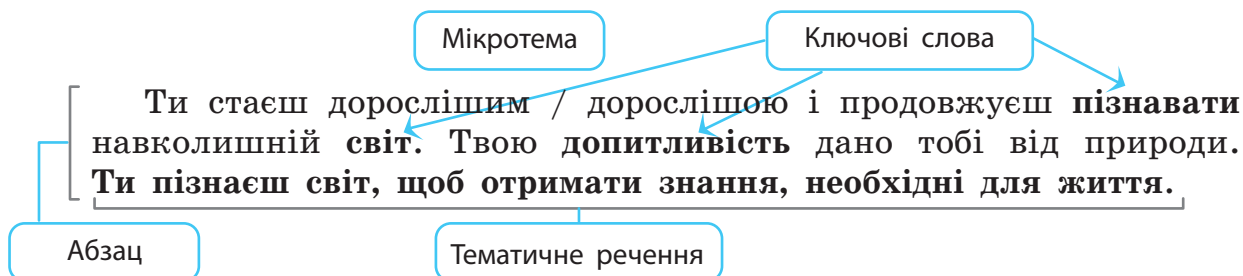 Мікротема
Ключові слова
Ти стаєш дорослішим / дорослішою і продовжуєш пізнавати
навколишній світ. Твою допитливість дано тобі від природи.
Ти пізнаєш світ, щоб отримати знання, необхідні для життя.
Абзац
Тематичне речення